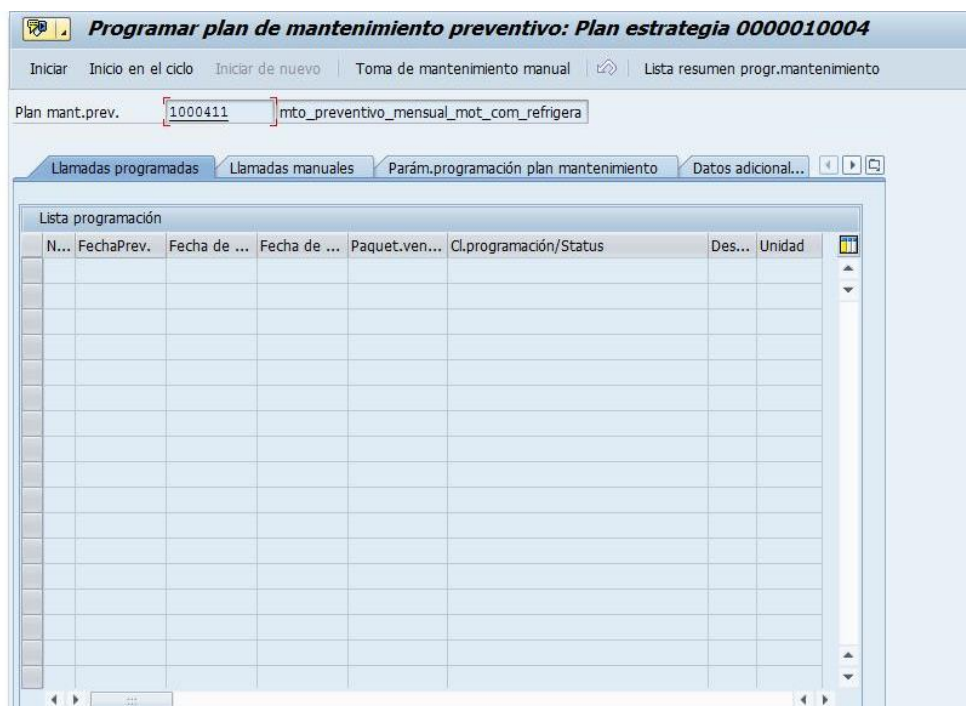 Programar plan de mantenimiento preventivo: Plan estrategia 0000010004
Iniciar Inicio en el ciclo Iniciar de nuevo Toma de mantenimiento manual Lista resumen progr.mantenimiento
Plan mant.prev. 1000411 mto_preventivo_mensual_mot_com_refrigera
Llamadas programadas Llamadas manuales Parám.programación plan mantenimiento Datos adicional...
Lista programación
N... FechaPrev. Fecha de ... Fecha de ... Paquet.ven... Cl.programación/Status Des... Unidad